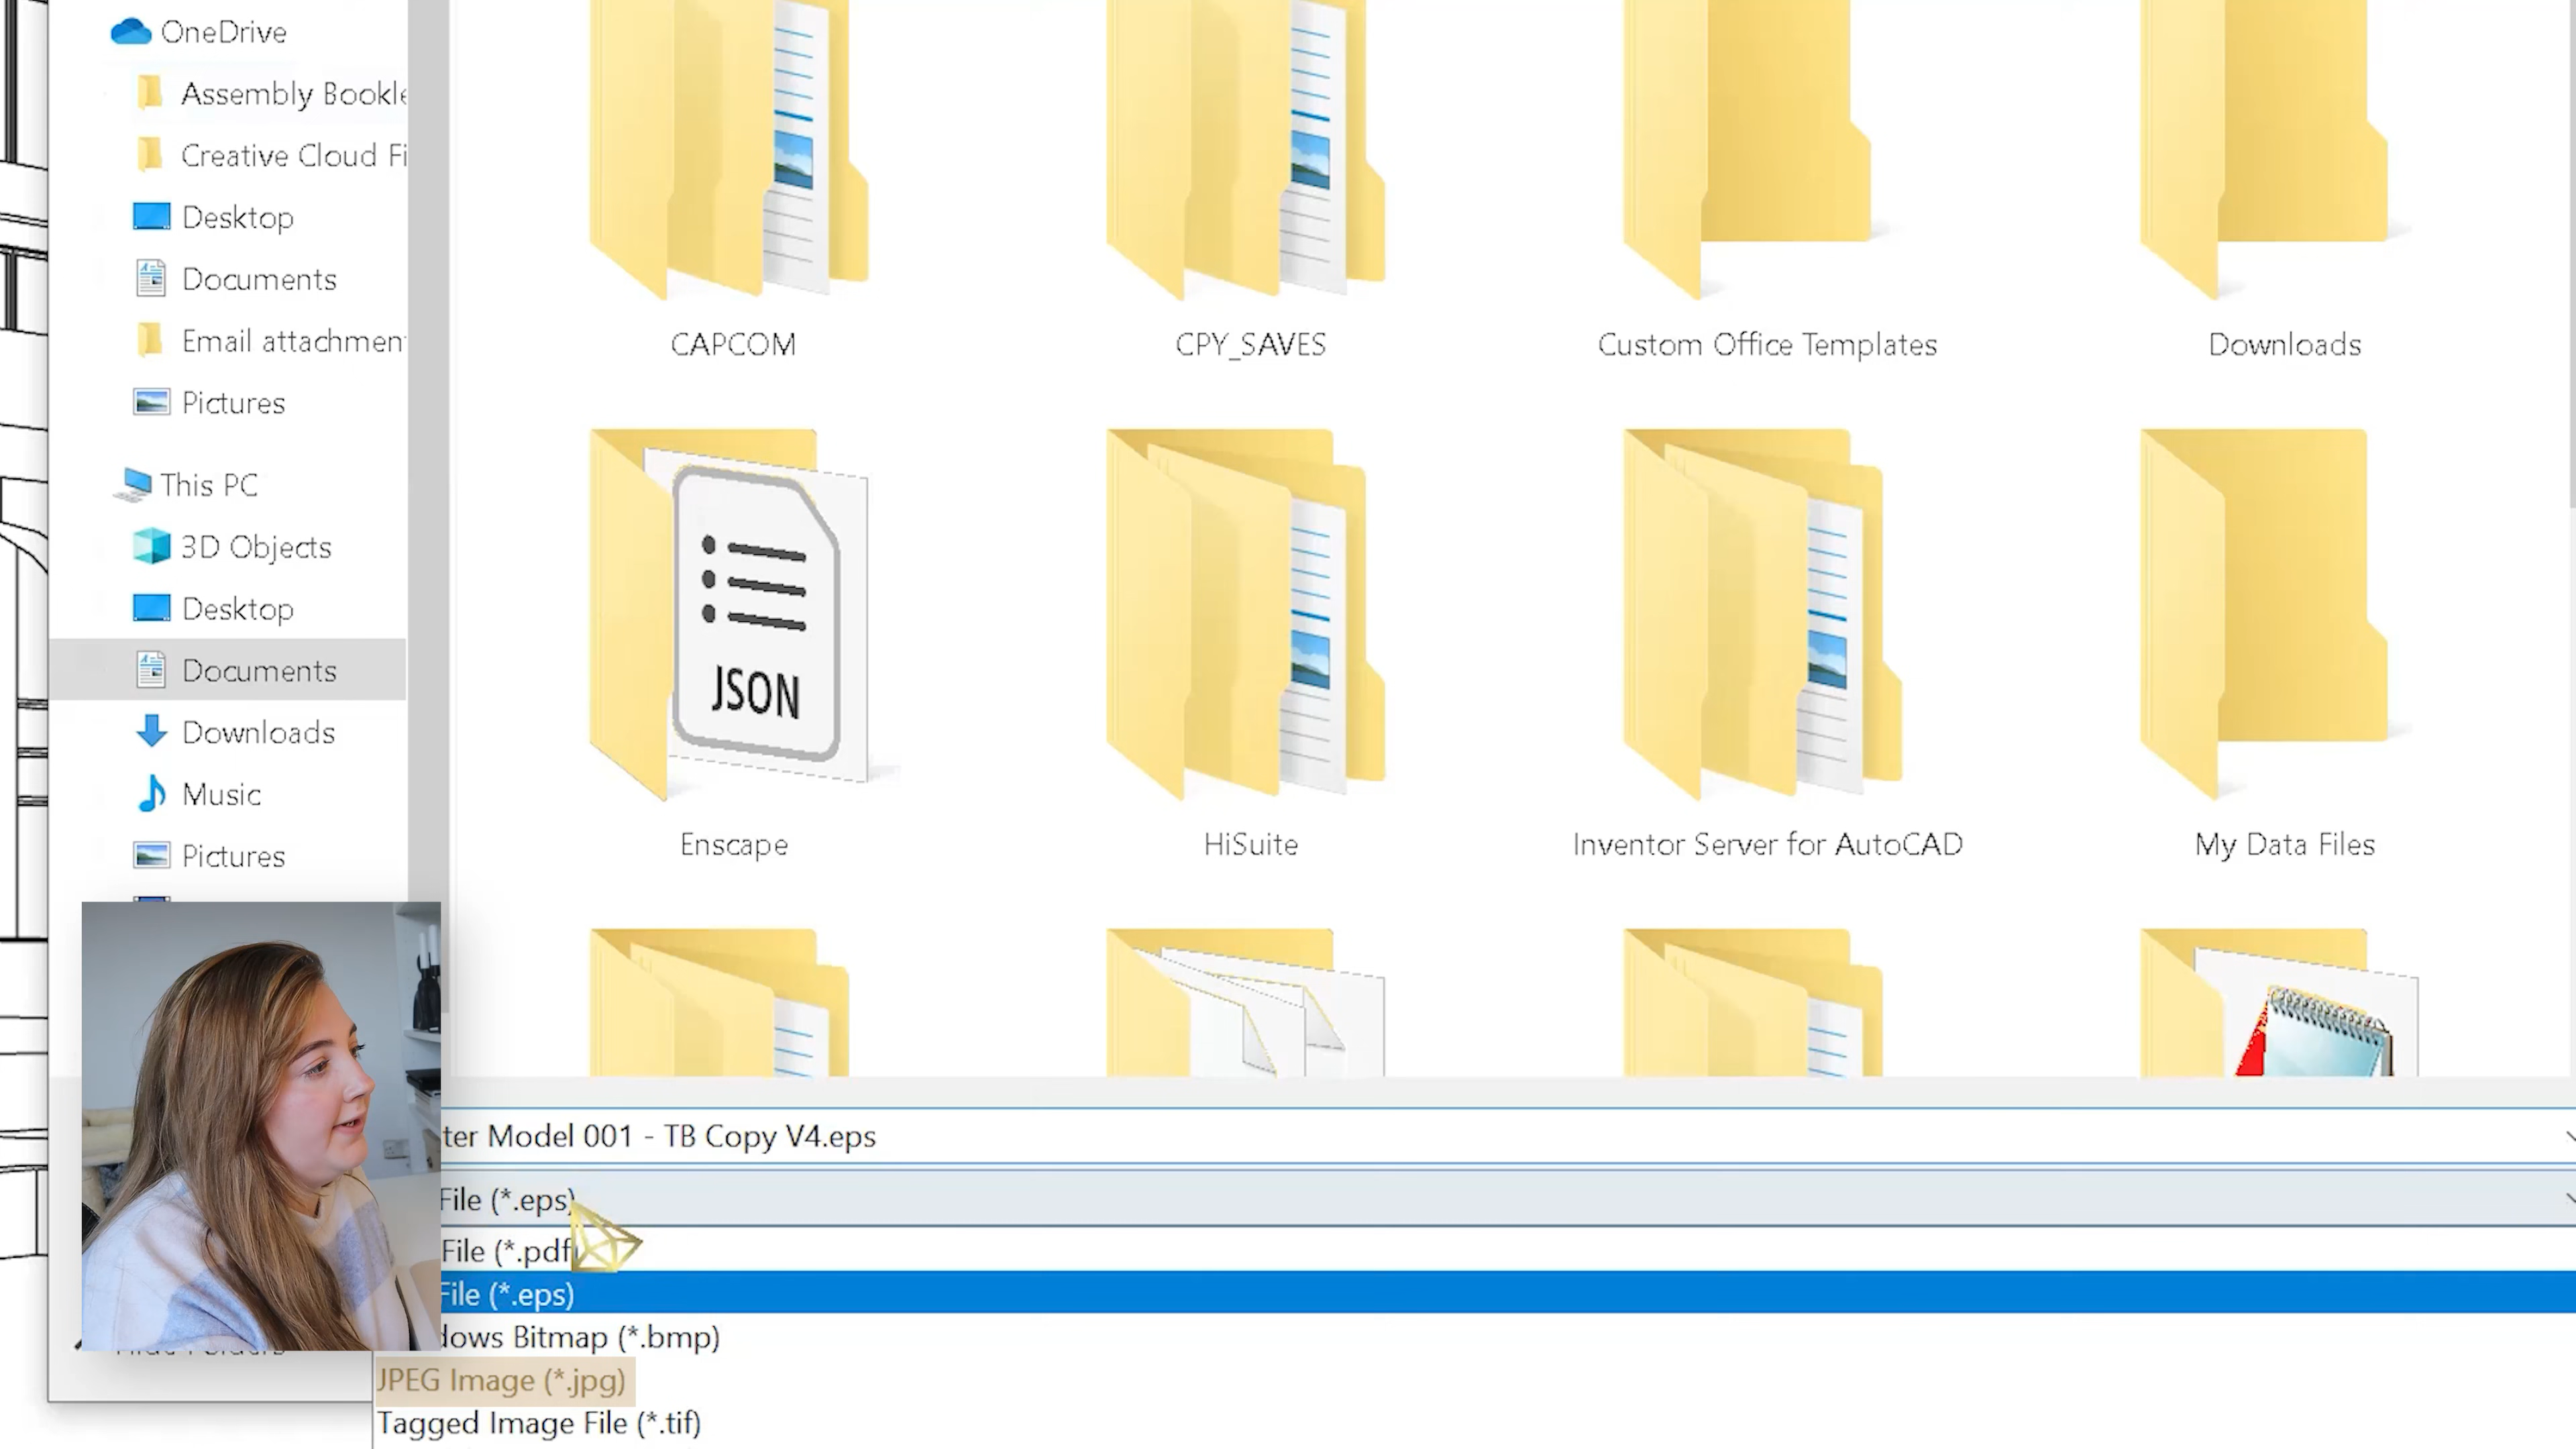 OneDrive
Assembly Bookle
Creative Cloud Fi
Desktop
Documents
Email attachment
Pictures
This PC
3D Objects
Desktop
Documents
Downloads
Music
Pictures
CAPCOM
CPY_SAVES
Custom Office Templates
Downloads
JSON
Enscape
HiSuite
Inventor Server for AutoCAD
My Data Files
ter Model 001 - TB Copy V4.eps
File (*.eps)
File (*.pdf)
File (*.eps)
dows Bitmap (*.bmp)
JPEG Image (*.jpg)
Tagged Image File (*.tif)